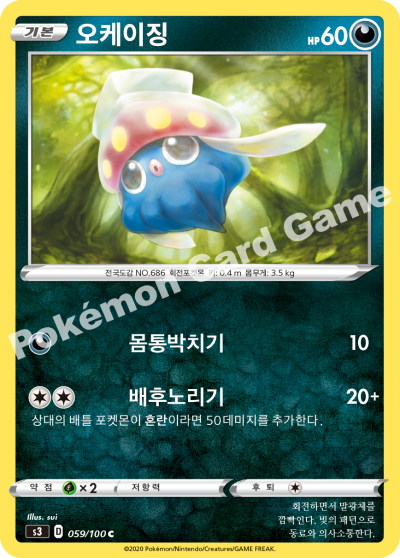 기본 오케이징 HP 60
전국도감 NO.686 회전포켓몬 키: 0.4 m 몸무게: 3.5 kg
Pokémon Card Game
몸통박치기 10
배후노리기 20+
상대의 배틀 포켓몬이 혼란이라면 50데미지를 추가한다.
약점 ×2 저항력 후퇴
Illus. sui
s3 D 059/100 C
회전하면서 발광체를
깜빡인다. 빛의 패턴으로
동료와 의사소통한다.
©2020 Pokémon/Nintendo/Creatures/GAME FREAK.